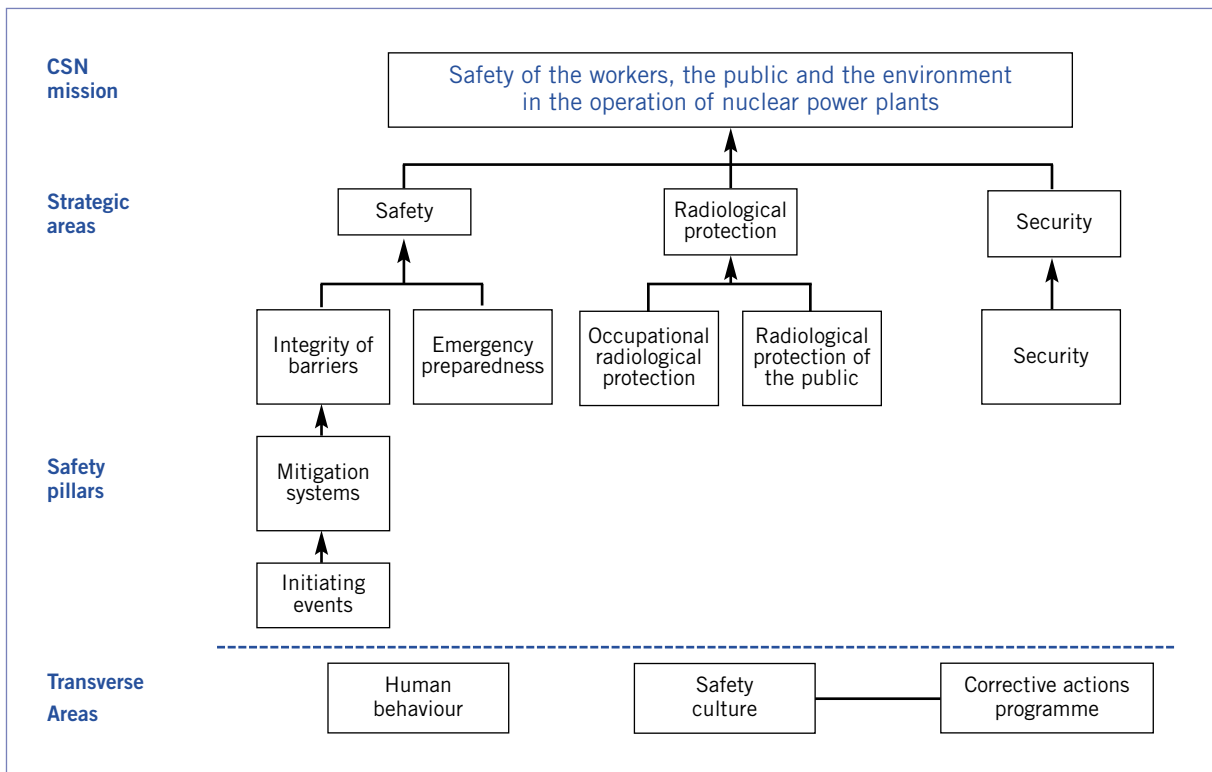 CSN
mission
Safety of the workers, the public and the environment
in the operation of nuclear power plants
Strategic
areas
Safety
Radiological
protection
Security
Integrity of
barriers
Emergency
preparedness
Occupational
radiological
protection
Radiological
protection of
the public
Security
Safety
pillars
Mitigation
systems
Initiating
events
Transverse
Areas
Human
behaviour
Safety
culture
Corrective actions
programme